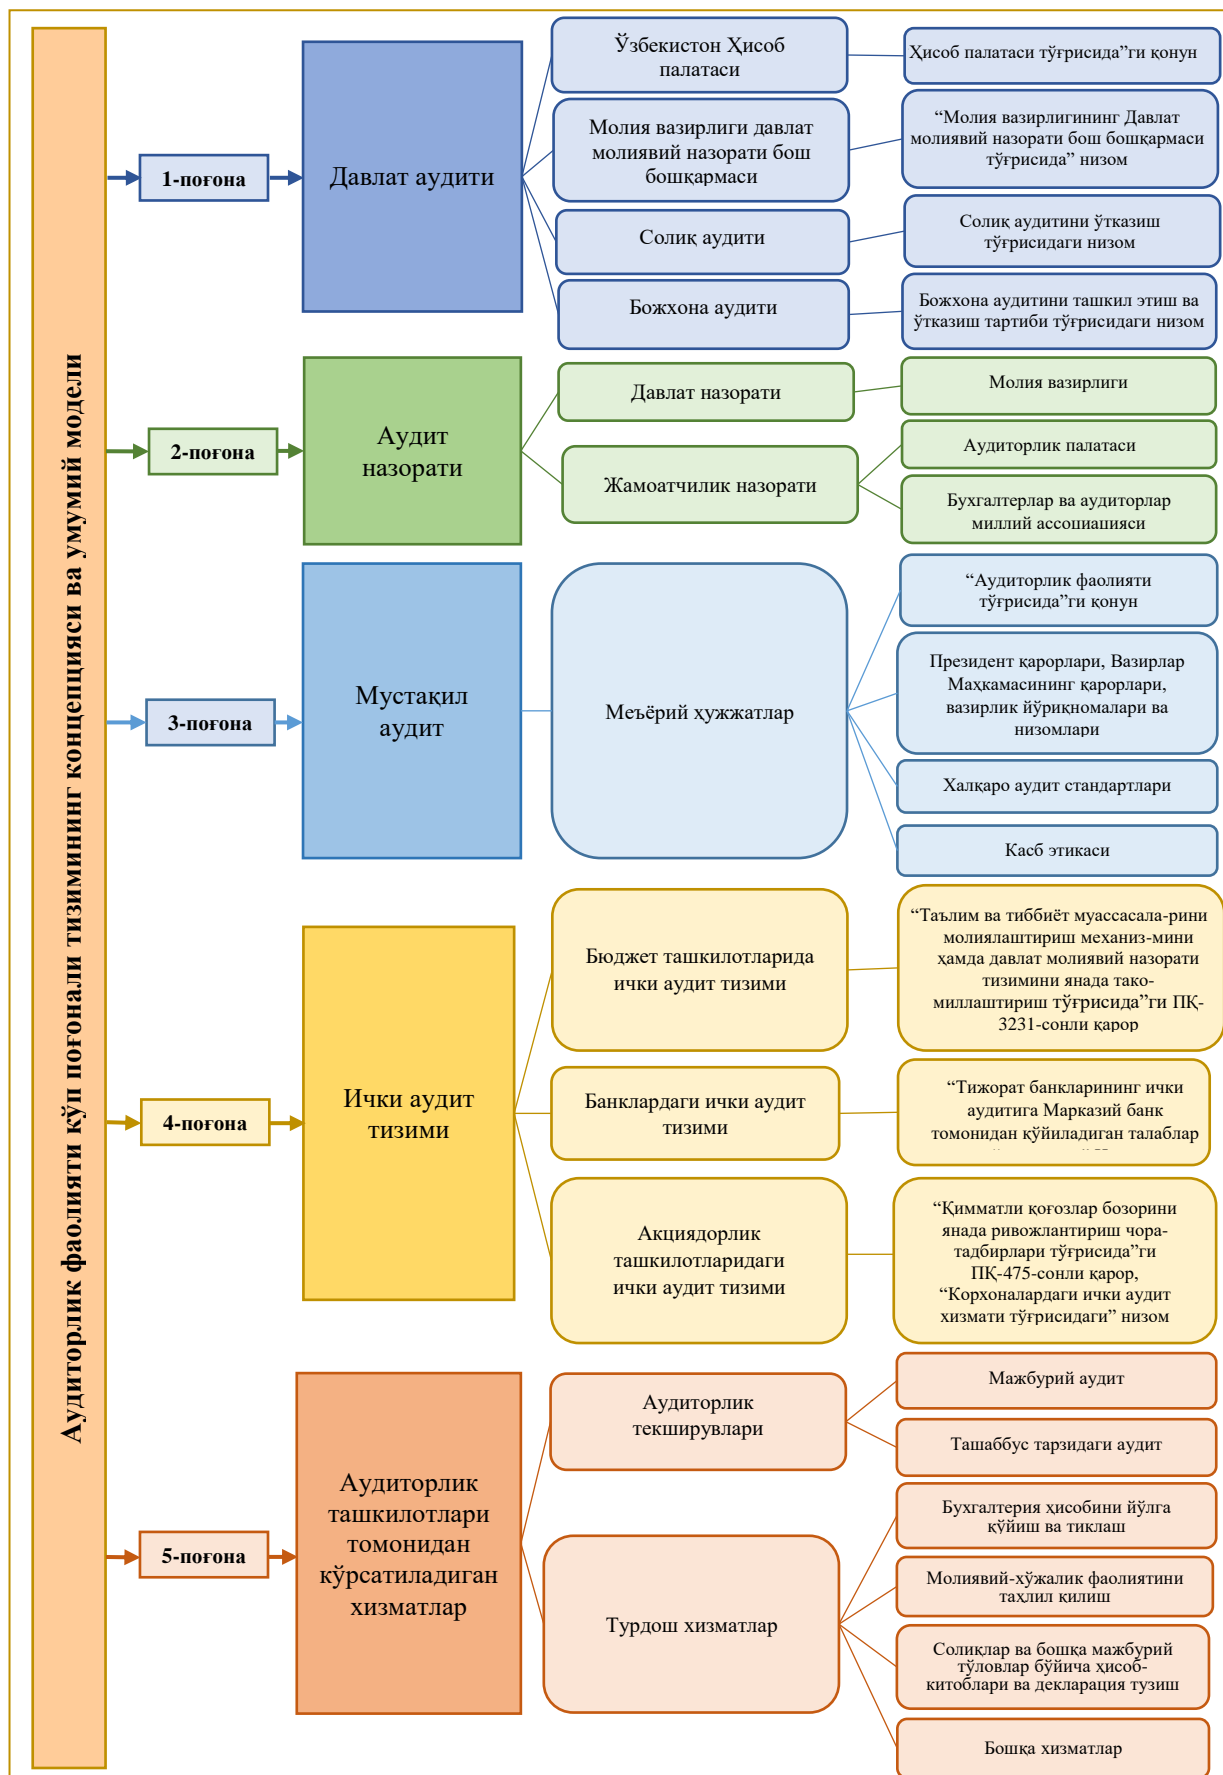 Аудиторлик фаолияти кўп поғонали тизимининг концепцияси ва умумий модели
1-поғона
Давлат аудити
Ўзбекистон Ҳисоб
палатаси
Ҳисоб палатаси тўғрисида”ги қонун
Молия вазирлиги давлат
молиявий назорати бош
бошқармаси
“Молия вазирлигининг Давлат
молиявий назорати бош бошқармаси
тўғрисида” низом
Солиқ аудити
Солиқ аудитини ўтказиш
тўғрисидаги низом
Божхона аудити
Божхона аудитини ташкил этиш ва
ўтказиш тартиби тўғрисидаги низом
2-поғона
Аудит
назорати
Давлат назорати
Молия вазирлиги
Жамоатчилик назорати
Аудиторлик палатаси
Бухгалтерлар ва аудиторлар
миллий ассоциацияси
3-поғона
Мустақил
аудит
Меъёрий ҳужжатлар
“Аудиторлик фаолияти
тўғрисида”ги қонун
Президент қарорлари, Вазирлар
Маҳкамасининг қарорлари,
вазирлик йўриқномалари ва
низомлари
Халқаро аудит стандартлари
Касб этикаси
4-поғона
Ички аудит
тизими
Бюджет ташкилотларида
ички аудит тизими
“Таълим ва тиббиёт муассасала-рини
молиялаштириш механиз-мини
ҳамда давлат молиявий назорати
тизимини янада тако-
миллаштириш тўғрисида”ги ПҚ-
3231-сонли қарор
Банклардаги ички аудит
тизими
“Тижорат банкларининг ички
аудитига Марказий банк
томонидан қўйиладиган талаблар
Акциядорлик
ташкилотларидаги
ички аудит тизими
“Қимматли қоғозлар бозорини
янада ривожлантириш чора-
тадбирлари тўғрисида”ги
ПҚ-475-сонли қарор,
“Корхоналардаги ички аудит
хизмати тўғрисидаги” низом
5-поғона
Аудиторлик
ташкилотлари
томонидан
кўрсатиладиган
хизматлар
Аудиторлик
текширувлари
Мажбурий аудит
Ташаббус тарзидаги аудит
Турдош хизматлар
Бухгалтерия ҳисобини йўлга
қўйиш ва тиклаш
Молиявий-хўжалик фаолиятини
таҳлил қилиш
Солиқлар ва бошқа мажбурий
тўловлар бўйича ҳисоб-
китоблари ва декларация тузиш
Бошқа хизматлар